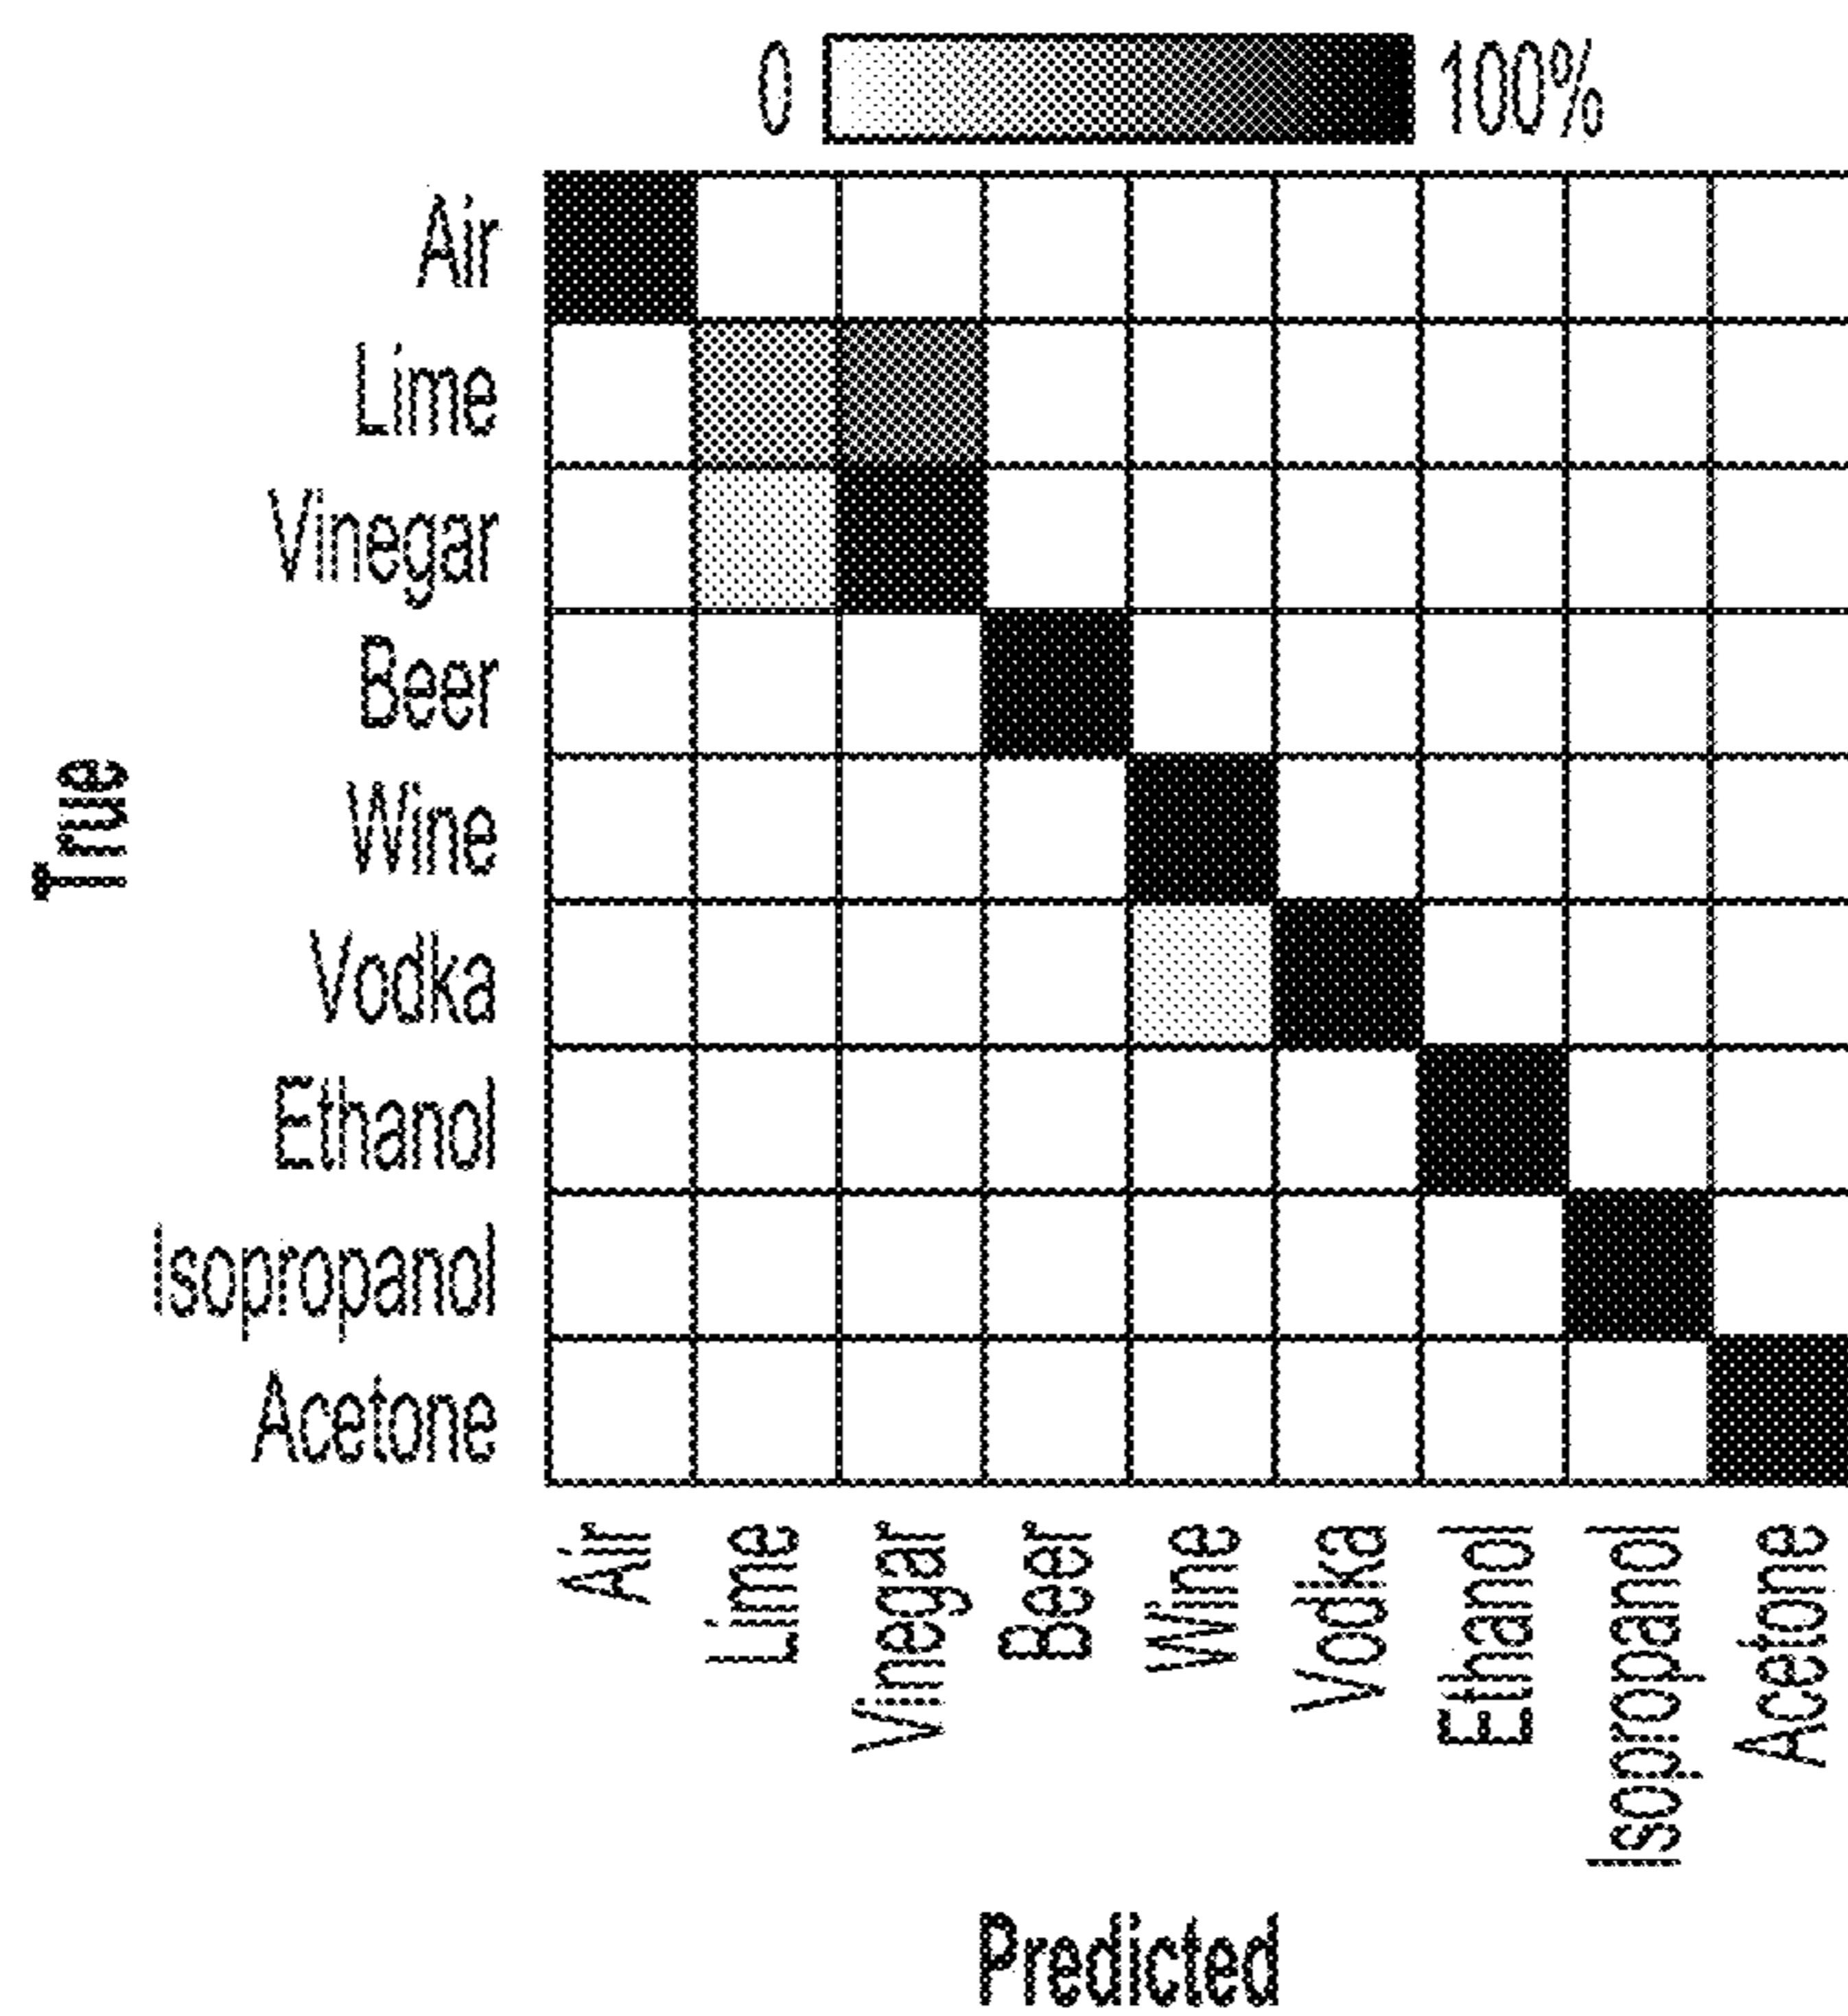 0 100%
Air
Lime
Vinegar
Beer
Wine
Vodka
Ethanol
Isopropanol
Acetone
True
Air Lime Vinegar Beer Wine Vodka Ethanol Isopropanol Acetone
Predicted